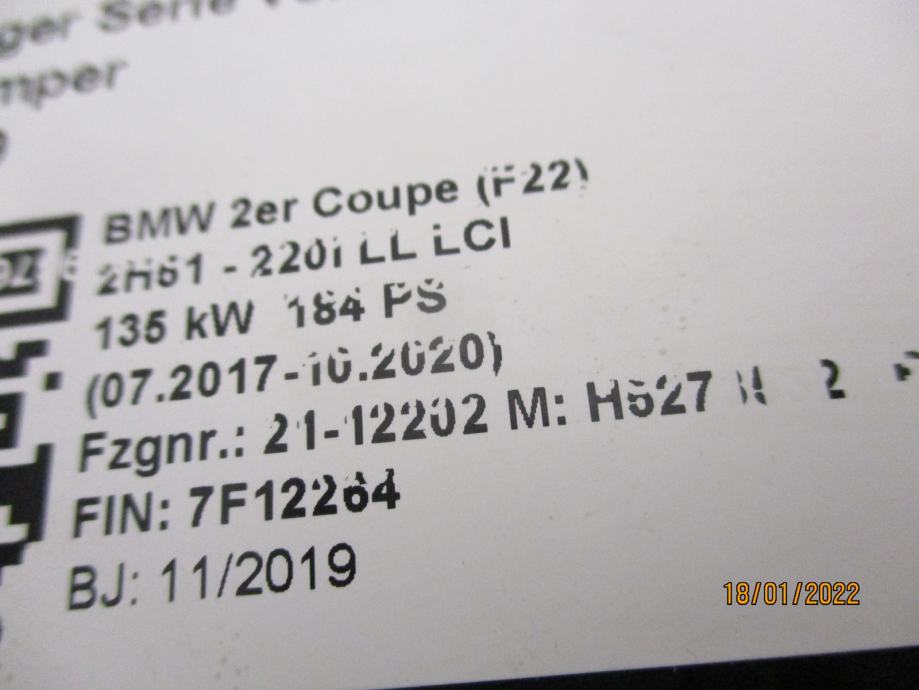 BMW 2er Coupe (F22)
2H61 - 220i LL LCI
135 kW 184 PS
(07.2017-10.2020)
Fzgnr.: 21-12202 M: H527
FIN: 7F12264
BJ: 11/2019
18/01/2022